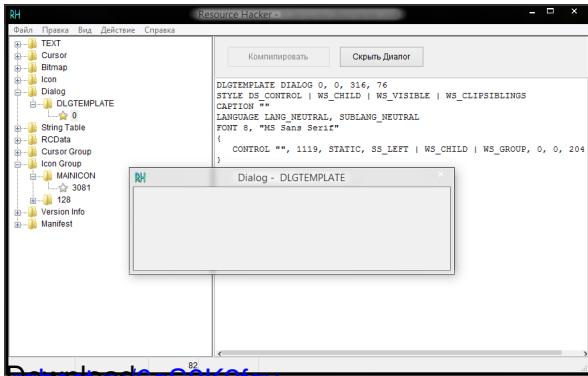 RH Resource Hacker -
Файл Правка Вид Действие Справка
TEXT
Cursor
Bitmap
Icon
Dialog
DLGTEMPLATE
0
String Table
RCData
Cursor Group
Icon Group
MAINICON
3081
128
Version Info
Manifest
Компилировать Скрыть Диалог
DLGTEMPLATE DIALOG 0, 0, 316, 76
STYLE DS_CONTROL | WS_CHILD | WS_VISIBLE | WS_CLIPSIBLINGS
CAPTION ""
LANGUAGE LANG_NEUTRAL, SUBLANG_NEUTRAL
FONT 8, "MS Sans Serif"
{
CONTROL "", 1119, STATIC, SS_LEFT | WS_CHILD | WS_GROUP, 0, 0, 204
}
RH Dialog - DLGTEMPLATE
82